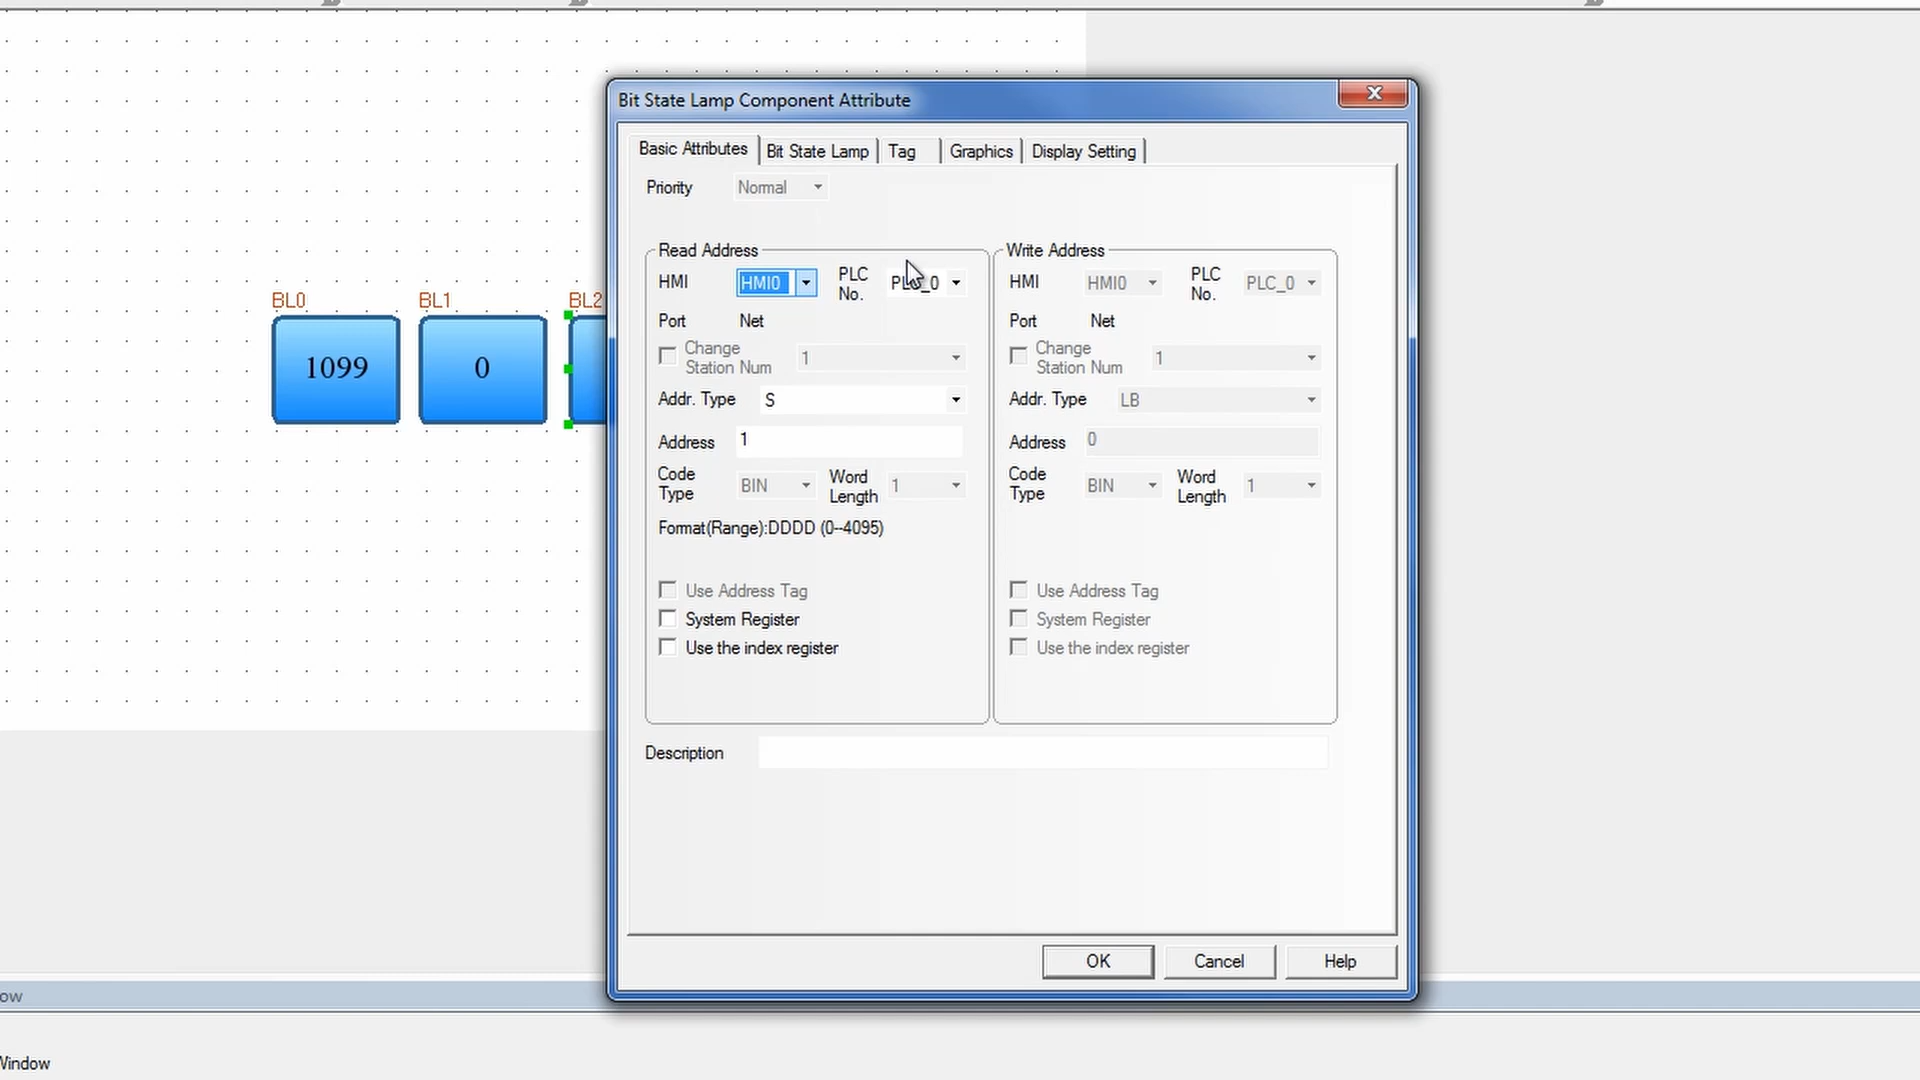 Bit State Lamp Component Attribute
Basic Attributes Bit State Lamp Tag Graphics Display Setting
Priority Normal
Read Address
HMI HMI0 PLC No. PLC_0
Port Net
Change Station Num 1
Addr. Type S
Address 1
Code Type BIN Word Length 1
Format(Range):DDDD (0--4095)
Use Address Tag
System Register
Use the index register
Write Address
HMI HMI0 PLC No. PLC_0
Port Net
Change Station Num 1
Addr. Type LB
Address 0
Code Type BIN Word Length 1
Use Address Tag
System Register
Use the index register
Description
OK Cancel Help
BL0 BL1 BL2
1099 0
ow
Window